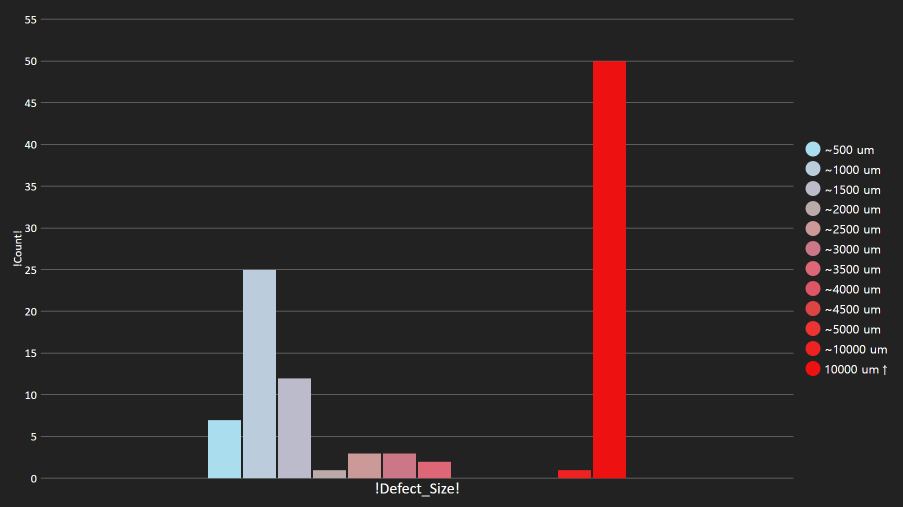 55
50
45
40
35
30
25
20
15
10
5
0
!Count!
!Defect_Size!
~500 um
~1000 um
~1500 um
~2000 um
~2500 um
~3000 um
~3500 um
~4000 um
~4500 um
~5000 um
~10000 um
10000 um↑